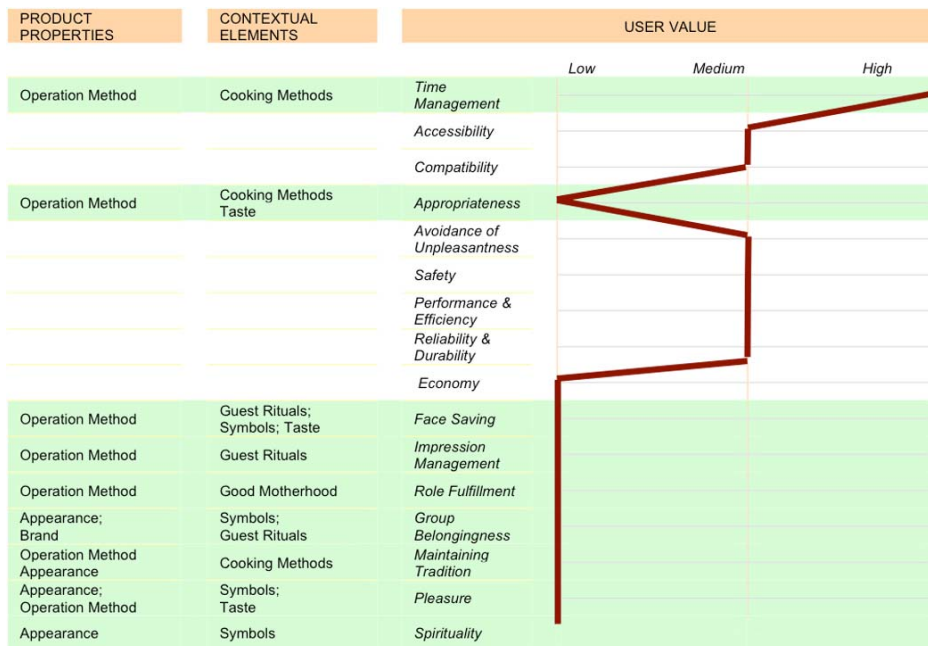 PRODUCT
PROPERTIES
CONTEXTUAL
ELEMENTS
USER VALUE
Low Medium High
Operation Method
Cooking Methods
Time
Management
Accessibility
Compatibility
Operation Method
Cooking Methods
Taste
Appropriateness
Avoidance of
Unpleasantness
Safety
Performance &
Efficiency
Reliability &
Durability
Economy
Operation Method
Guest Rituals;
Symbols; Taste
Face Saving
Operation Method
Guest Rituals
Impression
Management
Operation Method
Good Motherhood
Role Fulfillment
Appearance;
Brand
Symbols;
Guest Rituals
Group
Belongingness
Operation Method
Appearance
Cooking Methods
Maintaining
Tradition
Appearance;
Operation Method
Symbols;
Taste
Pleasure
Appearance
Symbols
Spirituality